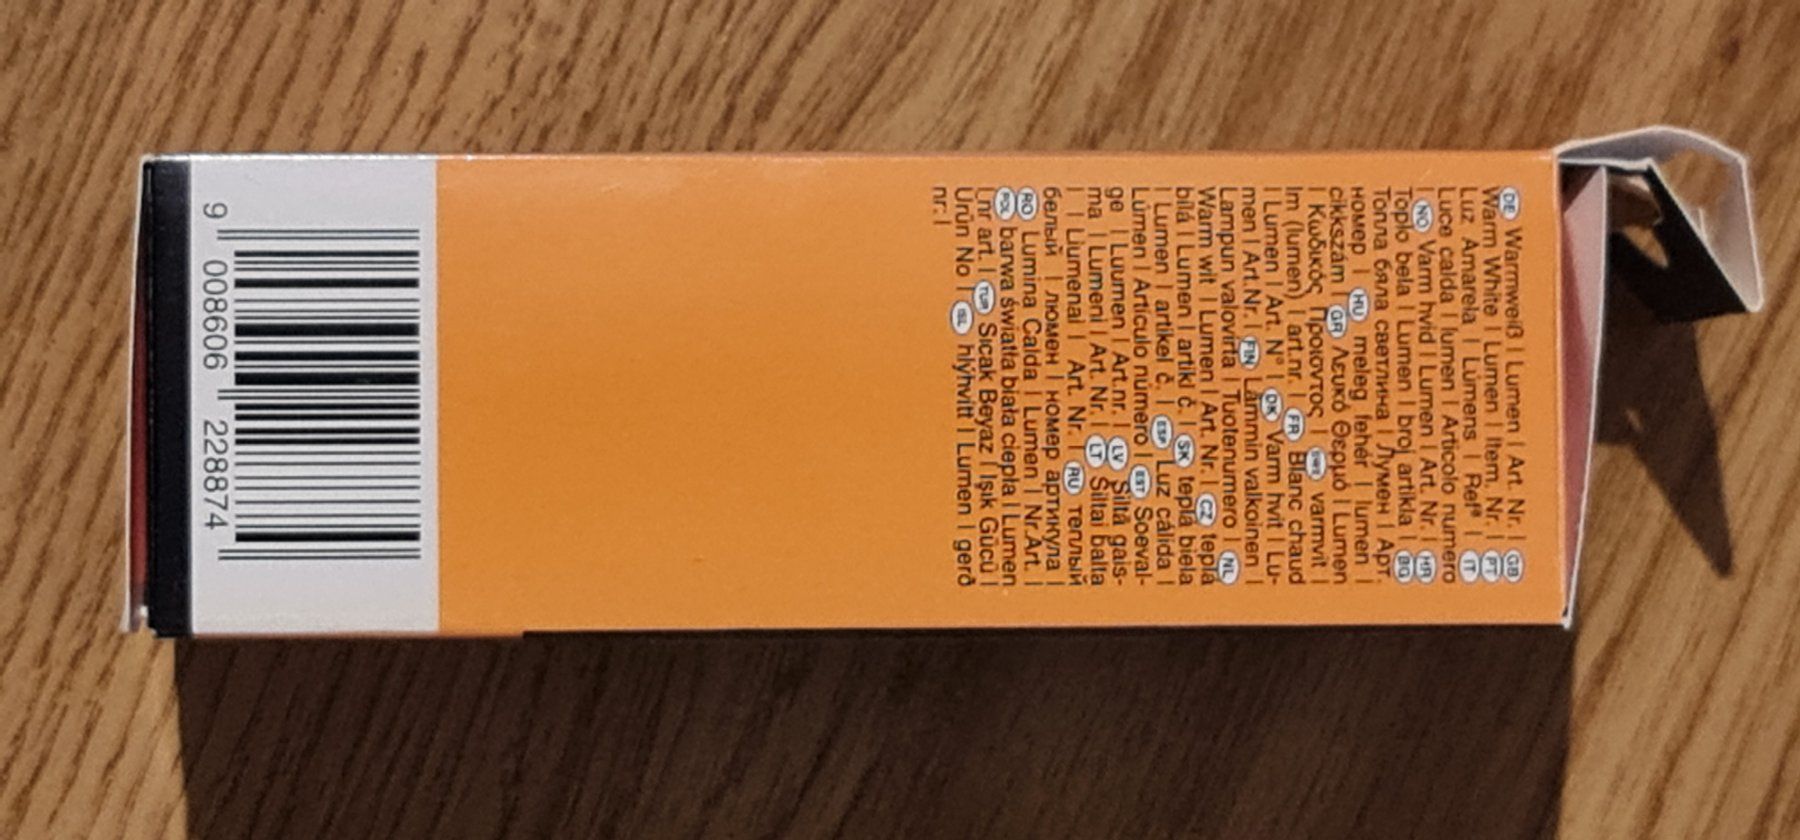 DE Warmweiß | Lumen | Art. Nr. | GB
Warm White | Lumen | Item. Nr. | PT
Luz Amarela | Lúmens | Refª | IT
Luce calda | lumen | Articolo numero
| NO Varm hvid | Lumen | Art. Nr. | HR
Toplo bela | Lumen | broj artikla | BG
Топла бяла светлина | Лумен | Арт.
номер | HU meleg fehér | lumen |
cikkszám | GR Λευκό Θερμό | Lumen
| Κωδικός Προϊόντος SWE varmvit |
lm (lumen) | art.nr. | FR Blanc chaud
| Lumen | Art. N° | DK Varm hvit | Lu-
men | Art.Nr. | FIN Lämmin valkoinen |
Lampun valovirta | Tuotenumero | NL
Warm wit | Lumen | Art. Nr. | CZ teplá
bílá | Lumen | artikl č. | SK teplá biela
| Lumen | artikel č. | ESP Luz cálida |
Lúmen | Artículo número | EST Soeval-
ge | Luumen | Art.nr. | LV Siltā gais-
ma | Lumeni | Art. Nr. | LT Šiltai balta
| Liumenai | Art. Nr. | RU теплый
белый | люмен | номер артикула |
RO Lumina Calda | Lumen | Nr.Art. |
POL barwa światła biała ciepła | Lumen
| nr art. | TUR Sıcak Beyaz | Işık Gücü |
Ürün No | ISL hlýhvítt | Lumen | gerð
nr. |
9 008606 228874